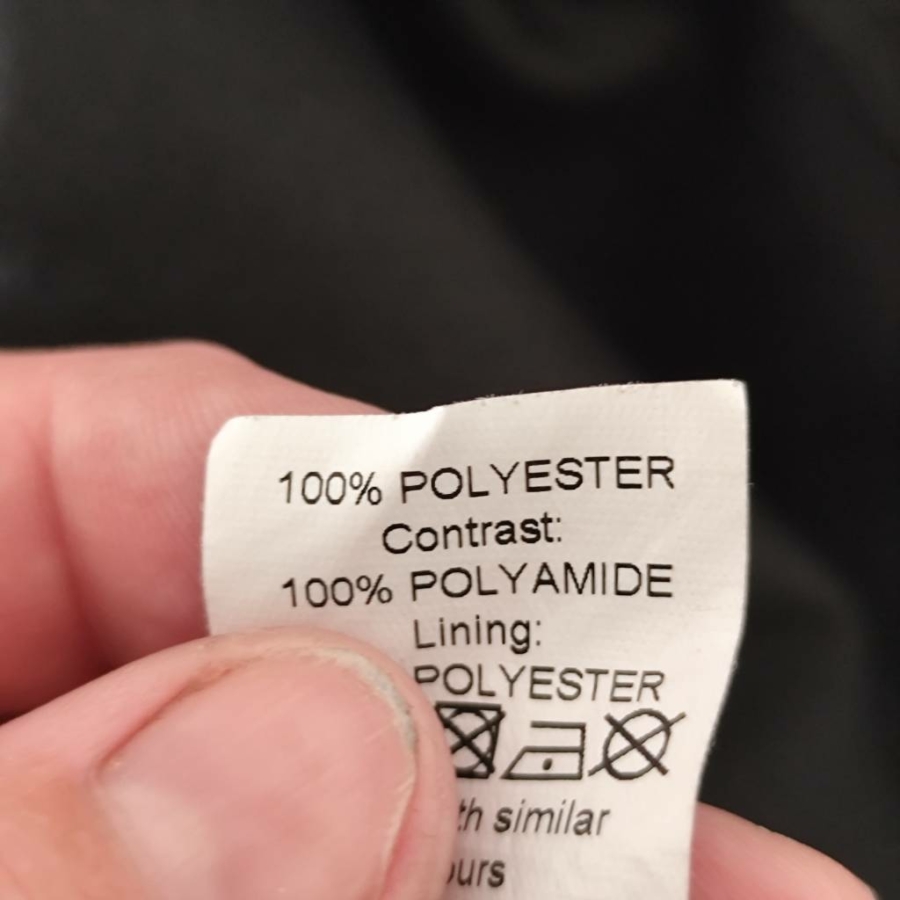 100% POLYESTER
Contrast:
100% POLYAMIDE
Lining:
POLYESTER
similar